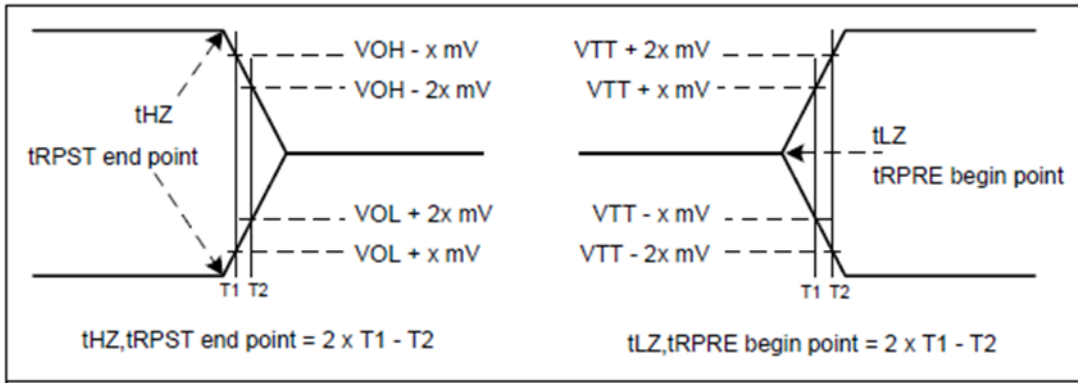 VOH - x mV
VOH - 2x mV
tHZ
tRPST end point
VOL + 2x mV
VOL + x mV
T1 T2
tHZ,tRPST end point = 2 x T1 - T2
VTT + 2x mV
VTT + x mV
tLZ
tRPRE begin point
VTT - x mV
VTT - 2x mV
T1 T2
tLZ,tRPRE begin point = 2 x T1 - T2